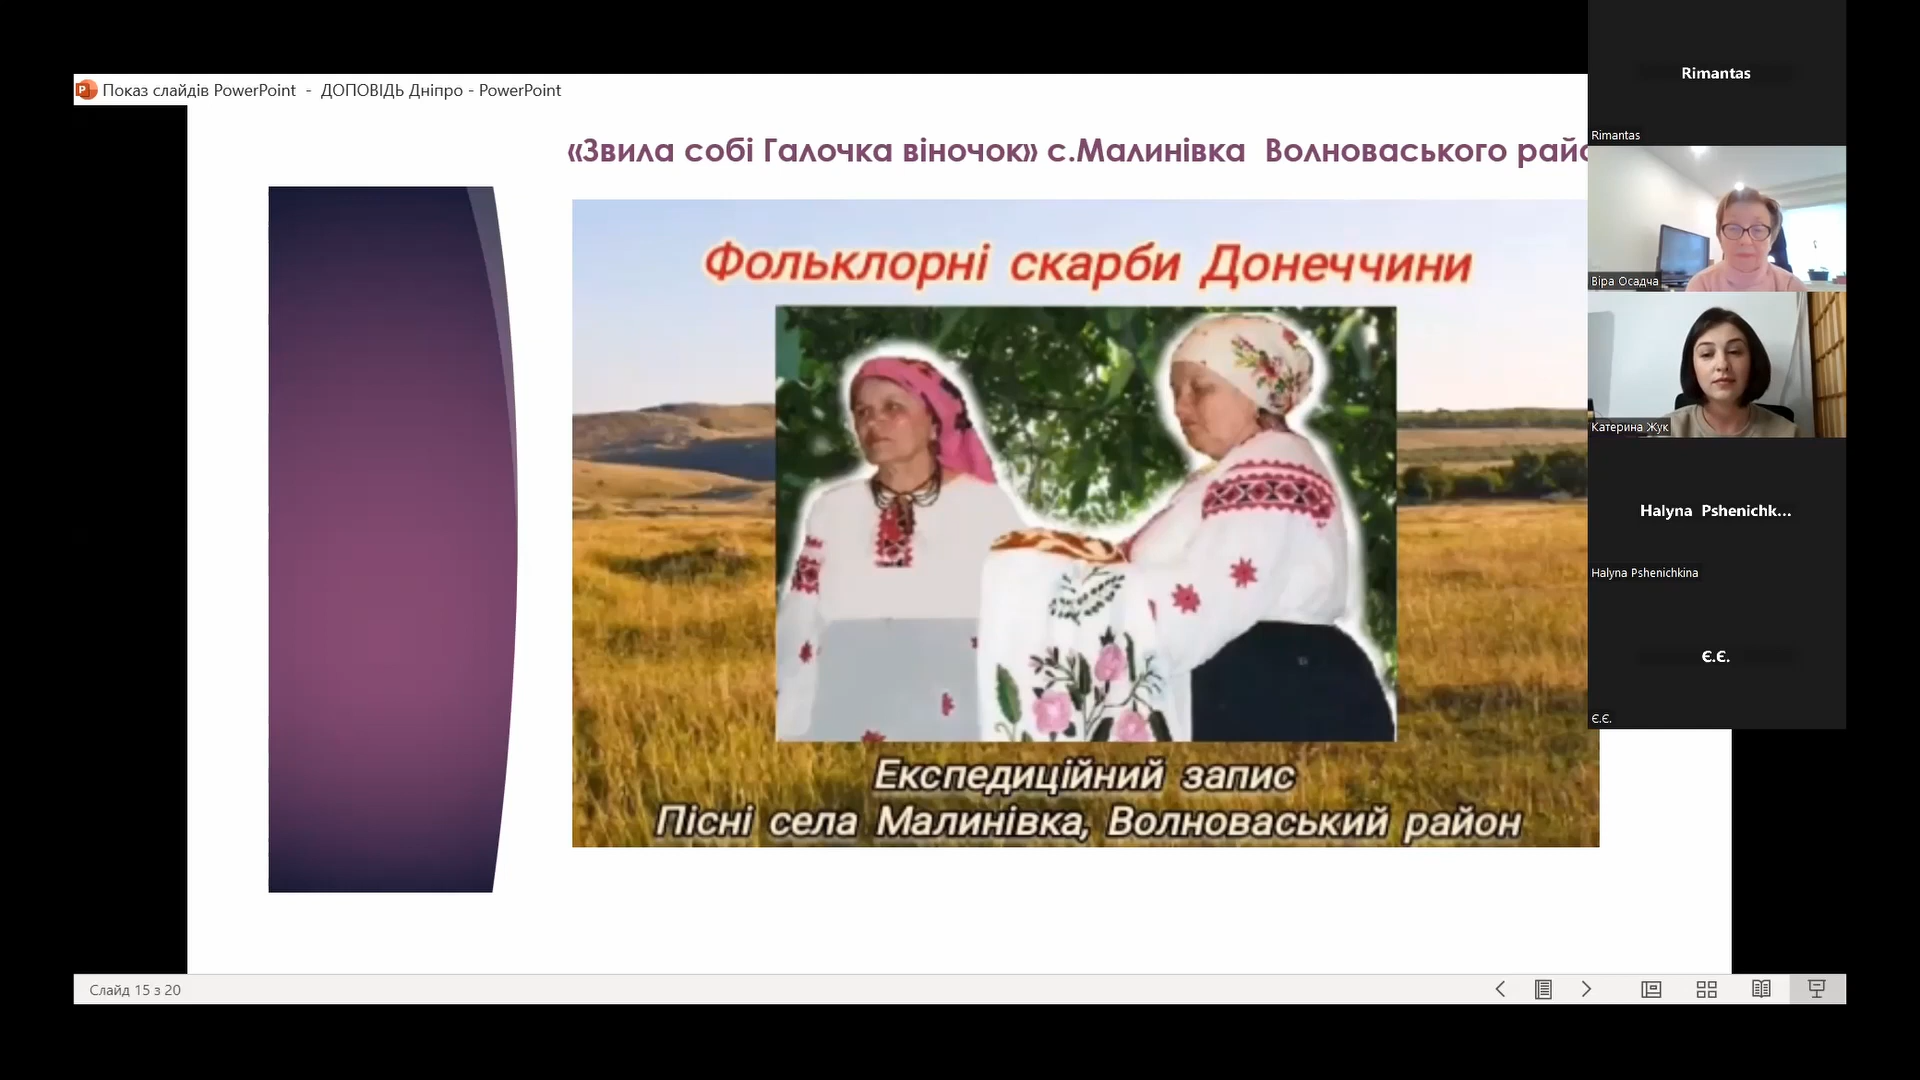 Показ слайдів PowerPoint - ДОПОВІДЬ Дніпро - PowerPoint
«Звила собі Галочка віночок» с.Малинівка Волноваського
Фольклорні скарби Донеччини
Експедиційний запис
Пісні села Малинівка, Волноваський район
Слайд 15 з 20
Rimantas
Rimantas
Віра Осадча
Катерина Жук
Halyna Pshenichk...
Halyna Pshenichkina
Є.Є.
Є.Є.